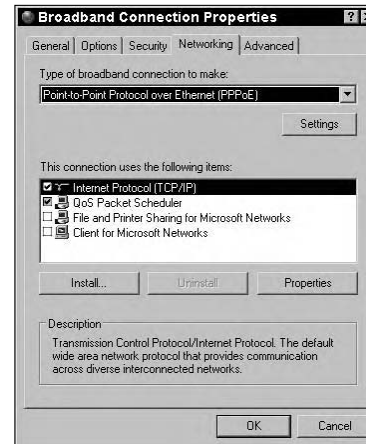 Broadband Connection Properties
General Options Security Networking Advanced
Type of broadband connection to make:
Point-to-Point Protocol over Ethernet (PPPoE)
Settings
This connection uses the following items:
Internet Protocol (TCP/IP)
QoS Packet Scheduler
File and Printer Sharing for Microsoft Networks
Client for Microsoft Networks
Install... Uninstall Properties
Description
Transmission Control Protocol/Internet Protocol. The default
wide area network protocol that provides communication
across diverse interconnected networks.
OK Cancel